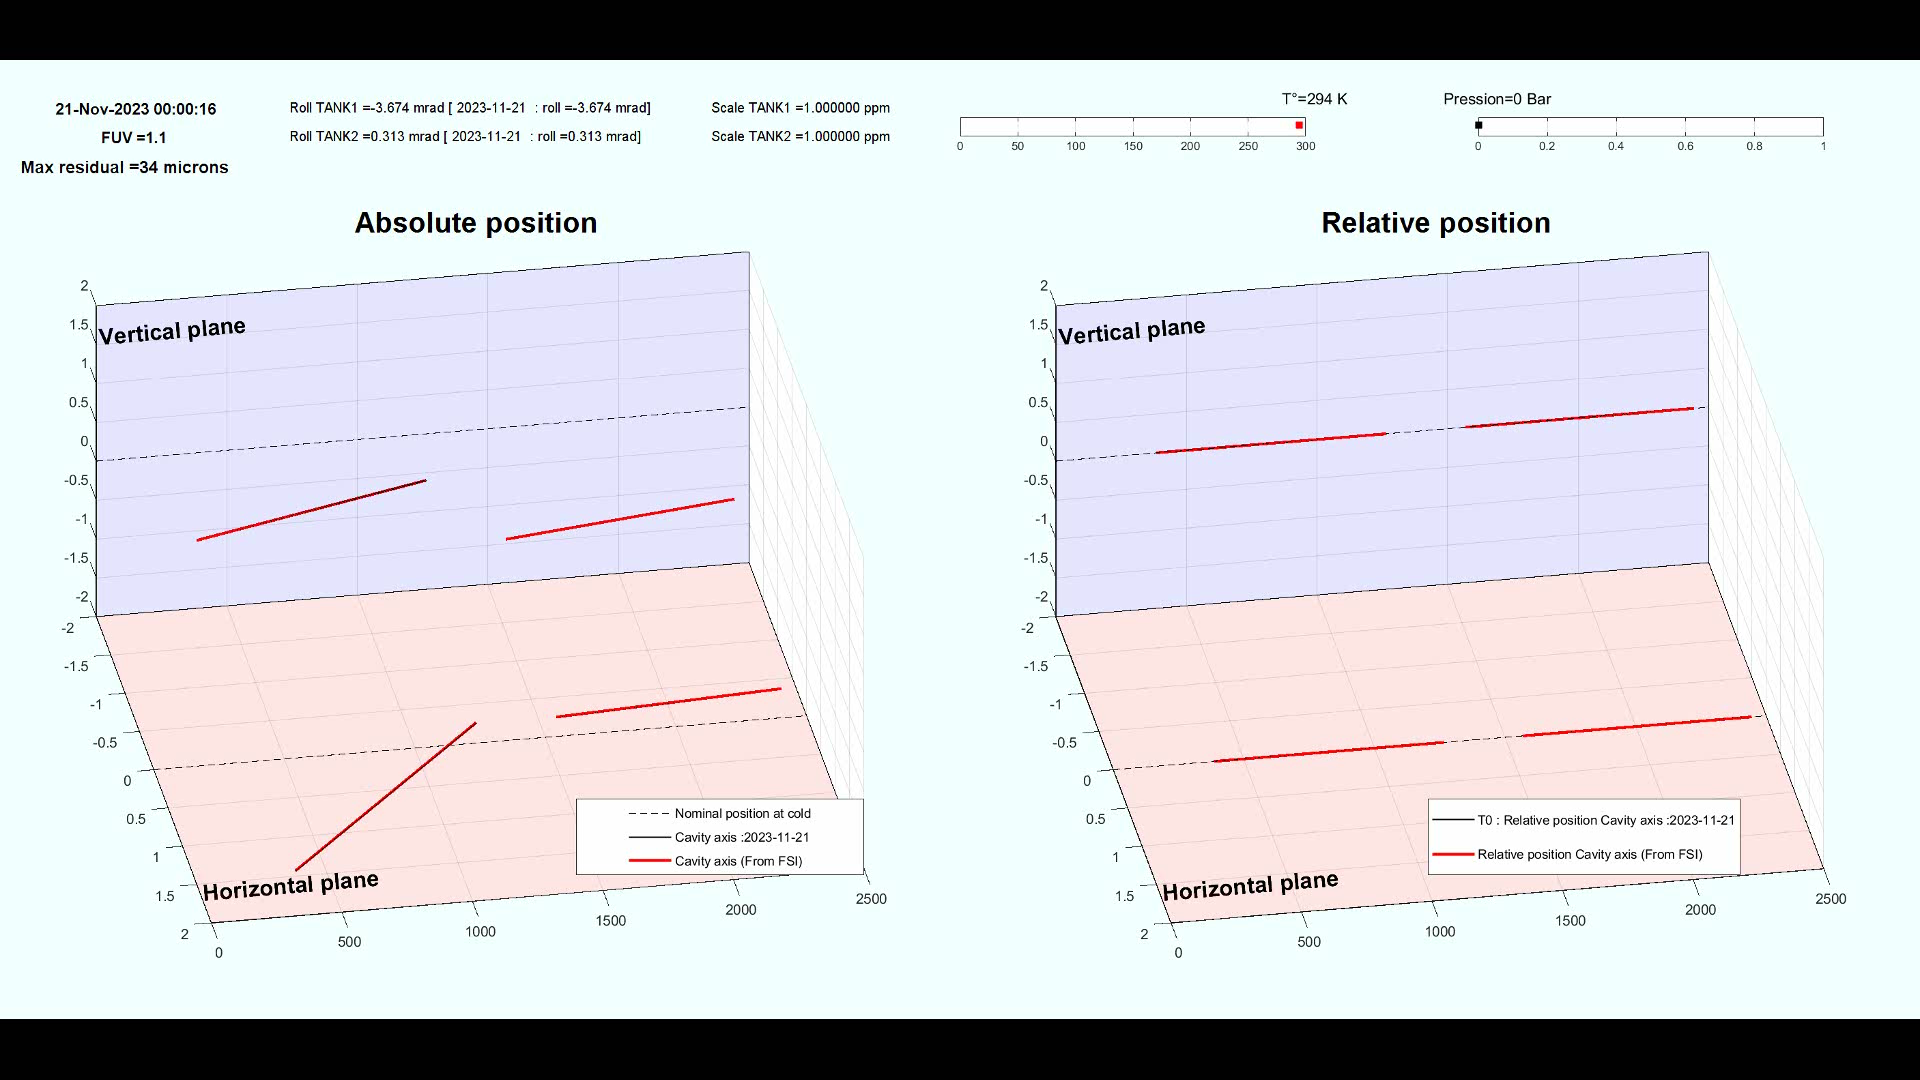 21-Nov-2023 00:00:16
FUV =1.1
Max residual =34 microns
Roll TANK1 =-3.674 mrad [ 2023-11-21 : roll =-3.674 mrad]
Roll TANK2 =0.313 mrad [ 2023-11-21 : roll =0.313 mrad]
Scale TANK1 =1.000000 ppm
Scale TANK2 =1.000000 ppm
T°=294 K
0 50 100 150 200 250 300
Pression=0 Bar
0 0.2 0.4 0.6 0.8 1
Absolute position
Vertical plane
2
1.5
1
0.5
0
-0.5
-1
-1.5
-2
-2
-1.5
-1
-0.5
0
0.5
1
1.5
2
Horizontal plane
0 500 1000 1500 2000 2500
Nominal position at cold
Cavity axis :2023-11-21
Cavity axis (From FSI)
Relative position
Vertical plane
2
1.5
1
0.5
0
-0.5
-1
-1.5
-2
-2
-1.5
-1
-0.5
0
0.5
1
1.5
2
Horizontal plane
0 500 1000 1500 2000 2500
T0 : Relative position Cavity axis :2023-11-21
Relative position Cavity axis (From FSI)